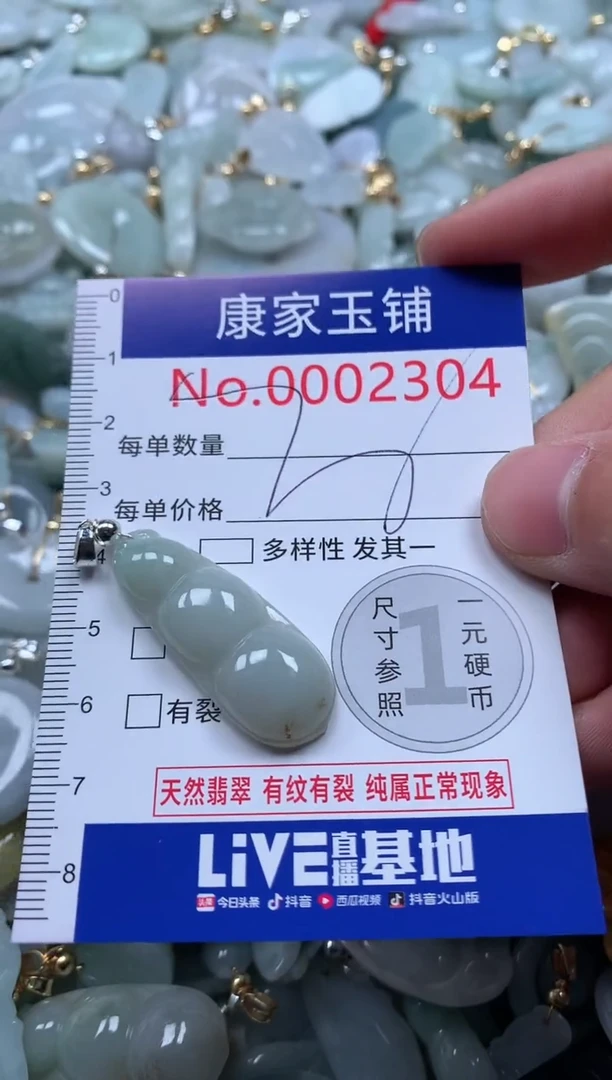 0
康家玉铺
1
No.0002304
2
每单数量
3
每单价格
4
多样性 发其一
5
尺寸参照
1
一元硬币
6
有裂
7
天然翡翠 有纹有裂 纯属正常现象
8
LiVE直播基地
头条 今日头条 抖音 西瓜视频 抖音火山版